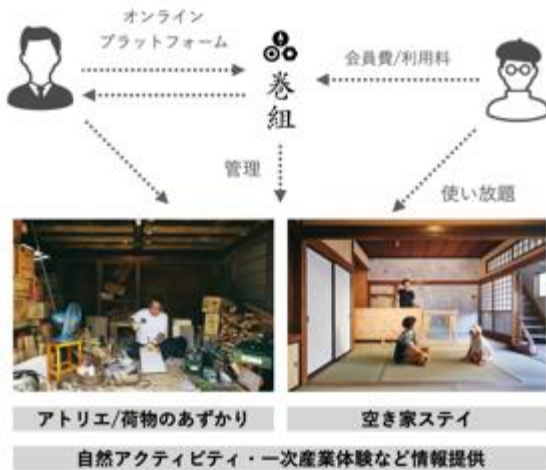 オンライン
プラットフォーム
会員費/利用料
巻組
管理
使い放題
アトリエ/荷物のあずかり
空き家ステイ
自然アクティビティ・一次産業体験など情報提供